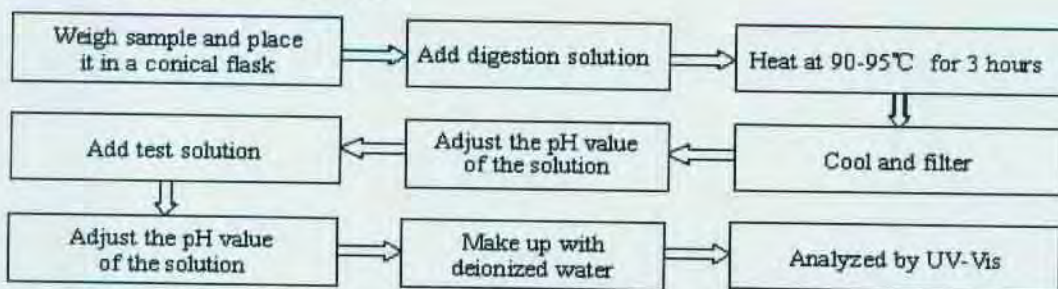 Weigh sample and place
it in a conical flask
Add digestion solution
Heat at 90-95℃ for 3 hours
Cool and filter
Adjust the pH value
of the solution
Add test solution
Adjust the pH value
of the solution
Make up with
deionized water
Analyzed by UV-Vis